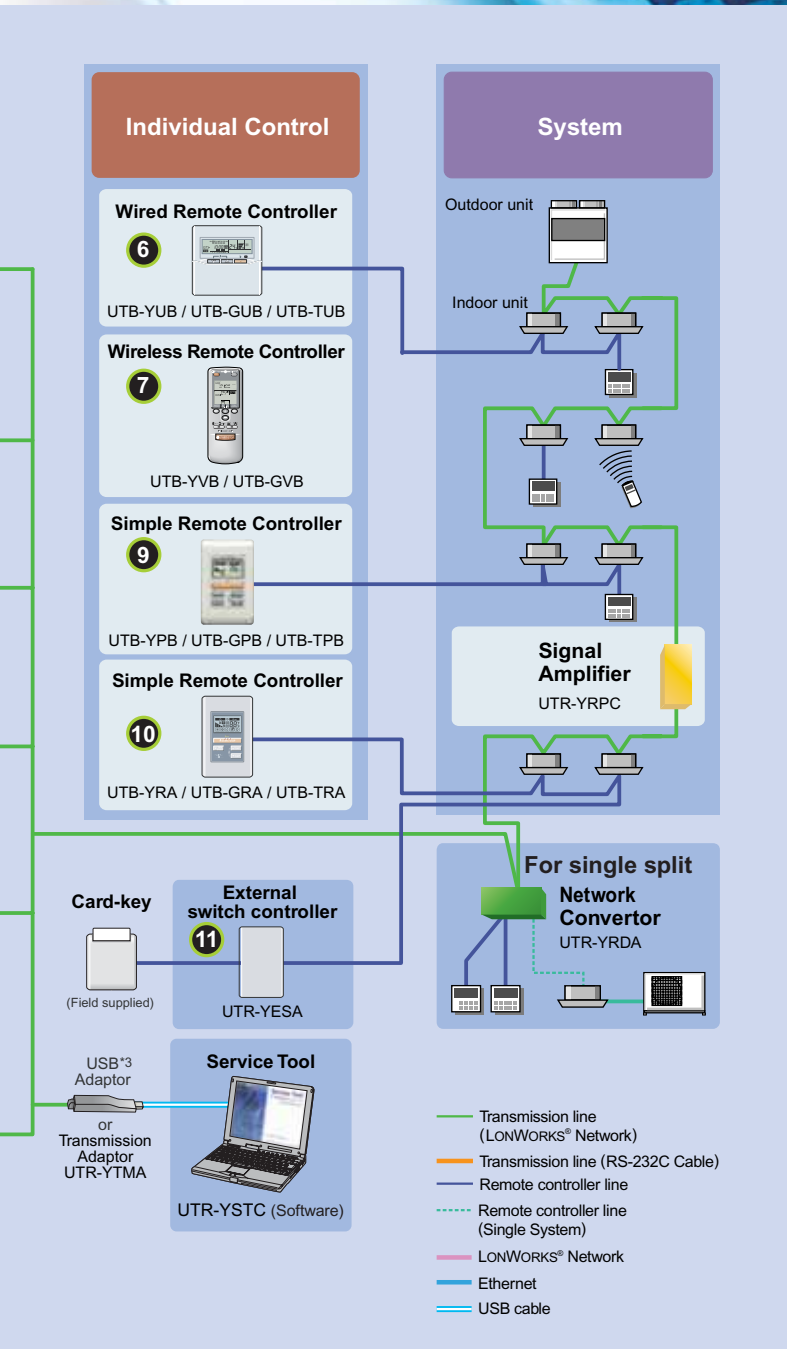 Individual Control
System
Wired Remote Controller
6
UTB-YUB / UTB-GUB / UTB-TUB
Wireless Remote Controller
7
UTB-YVB / UTB-GVB
Simple Remote Controller
9
UTB-YPB / UTB-GPB / UTB-TPB
Simple Remote Controller
10
UTB-YRA / UTB-GRA / UTB-TRA
Outdoor unit
Indoor unit
Signal
Amplifier
UTR-YRPC
Card-key
(Field supplied)
External
switch controller
11
UTR-YESA
For single split
Network
Convertor
UTR-YRDA
USB*3
Adaptor
or
Transmission
Adaptor
UTR-YTMA
Service Tool
Service Tool
UTR-YSTC (Software)
Transmission line
(LONWORKS® Network)
Transmission line (RS-232C Cable)
Remote controller line
Remote controller line
(Single System)
LONWORKS® Network
Ethernet
USB cable